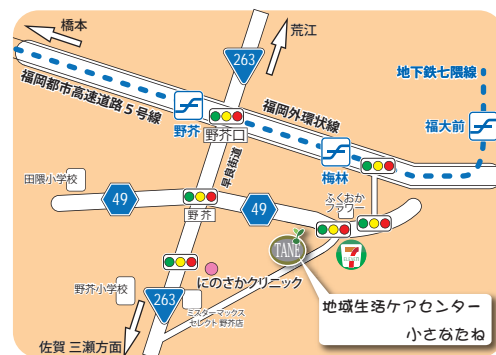 橋本
荒江
263
福岡都市高速道路5号線
福岡外環状線
地下鉄七隈線
野芥
野芥口
福大前
梅林
早良街道
田隈小学校
49
49
野芥
ふくおか
フラワー
TANE
7
ELEVEN
にのさかクリニック
野芥小学校
263
ミスターマックス
セレクト 野芥店
地域生活ケアセンター
小さなたね
佐賀 三瀬方面